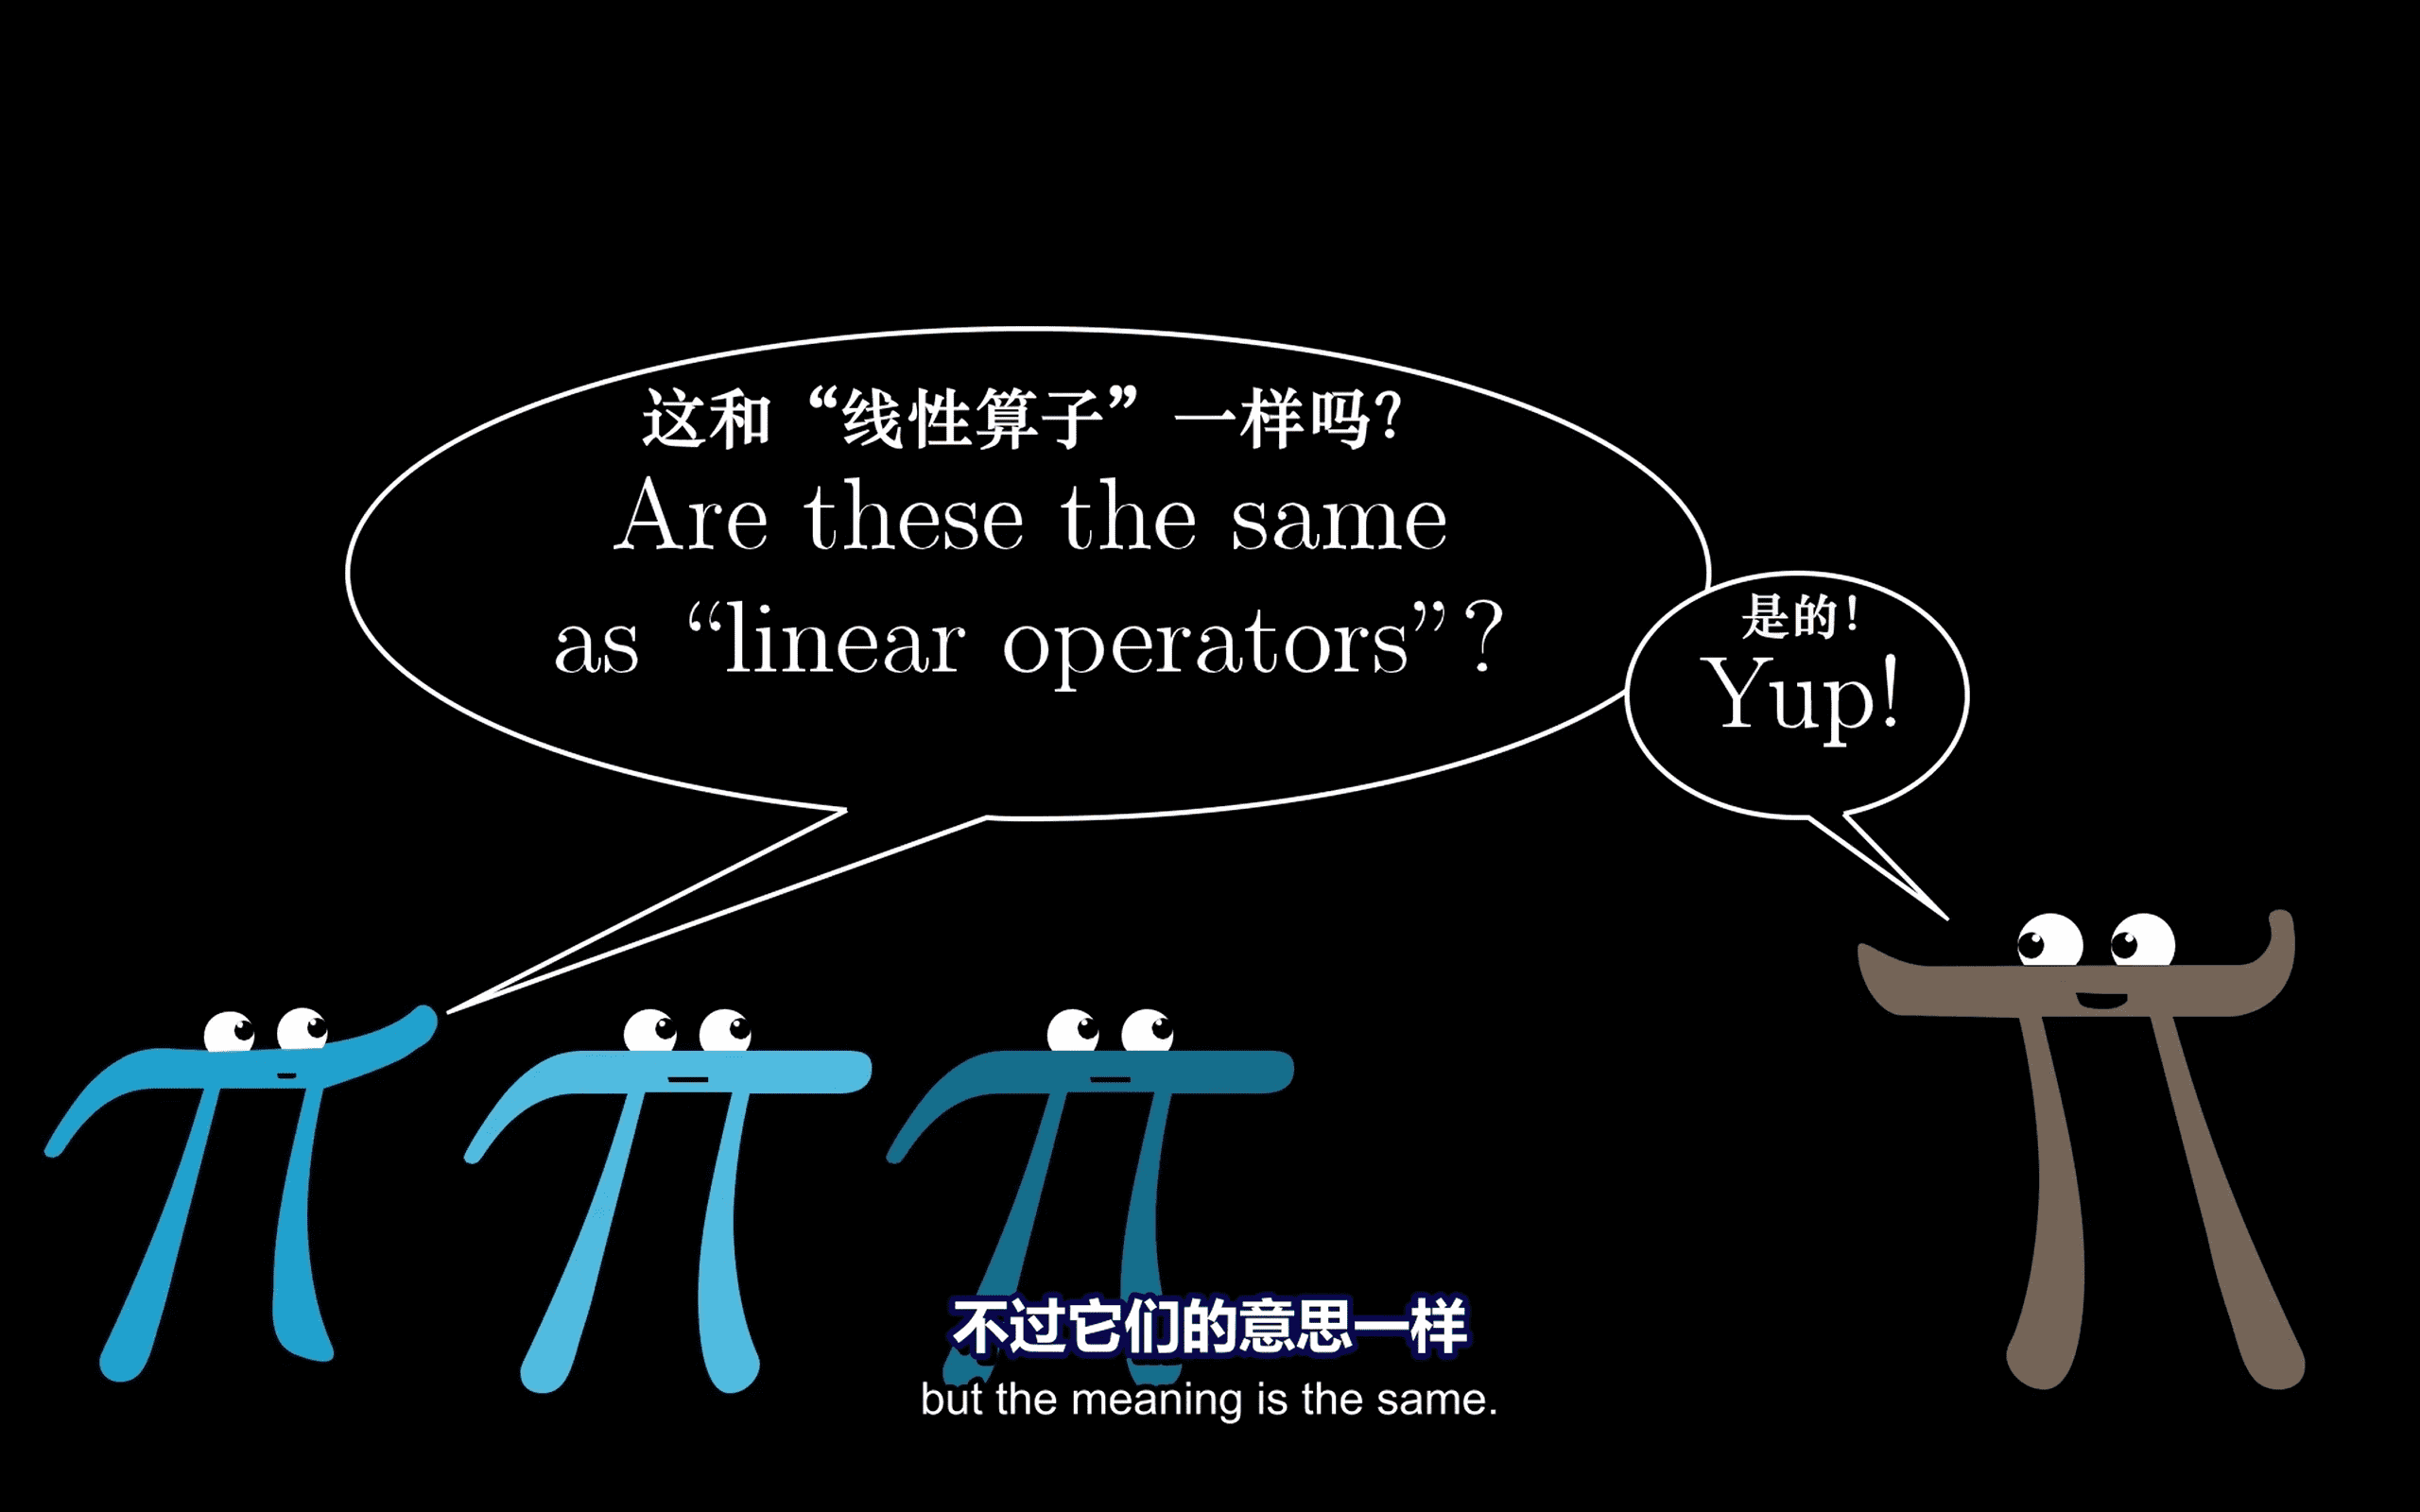 这和“线性算子”一样吗?
Are these the same
as “linear operators”?
是的!
Yup!
不过它们的意思一样
but the meaning is the same.